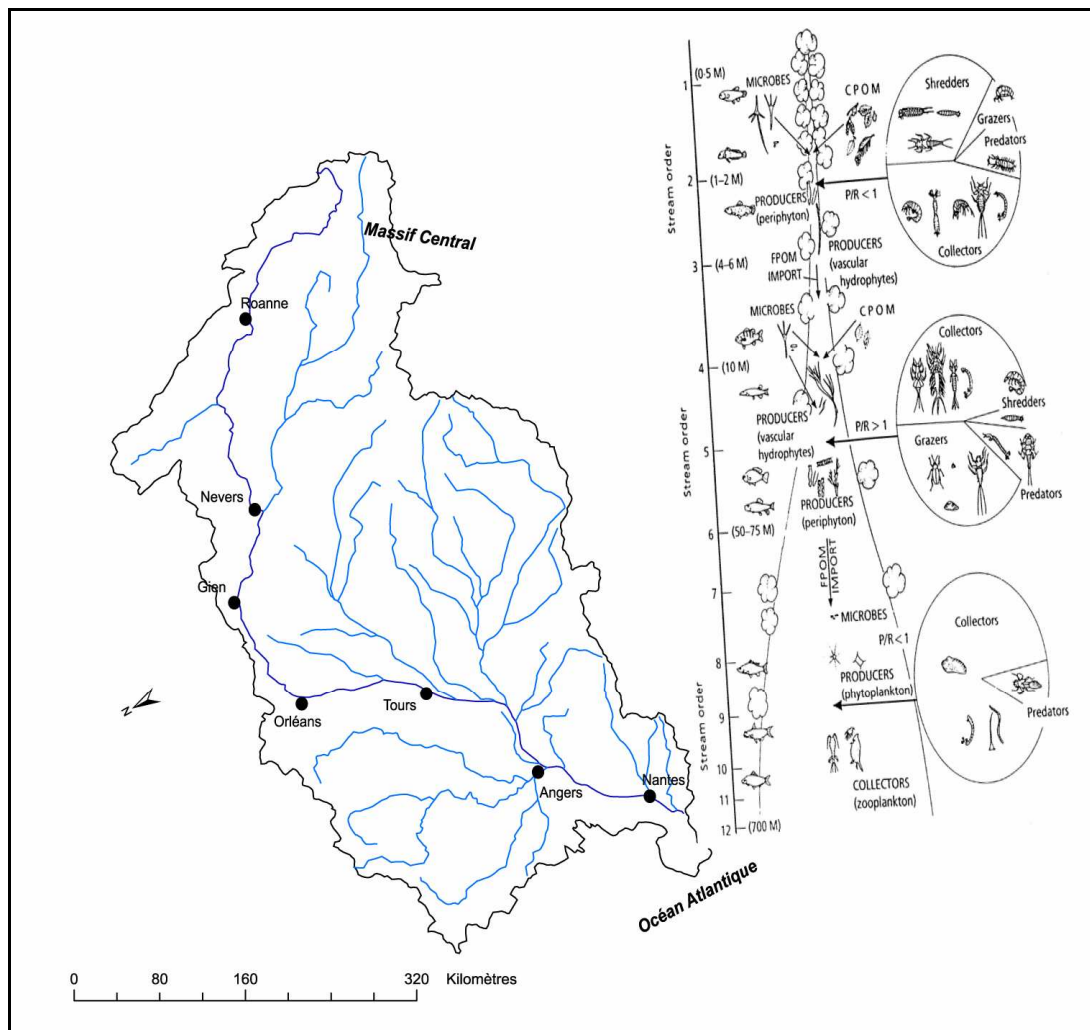 Massif Central
Roanne
Nevers
Gien
Orléans
Tours
Angers
Nantes
Océan Atlantique
N
0 80 160 320 Kilomètres
Stream order
1
(0·5 M)
MICROBES
CPOM
Shredders
Grazers
Predators
2
(1–2 M)
P/R < 1
PRODUCERS
(periphyton)
Collectors
3
(4–6 M)
FPOM
IMPORT
PRODUCERS
(vascular
hydrophytes)
MICROBES
CPOM
Collectors
4
(10 M)
Stream order
Shredders
PRODUCERS
(vascular
hydrophytes)
P/R > 1
5
Grazers
Predators
PRODUCERS
(periphyton)
6
(50–75 M)
FPOM
IMPORT
7
MICROBES
P/R < 1
Collectors
8
PRODUCERS
(phytoplankton)
Stream order
9
Predators
10
COLLECTORS
(zooplankton)
11
12
(700 M)